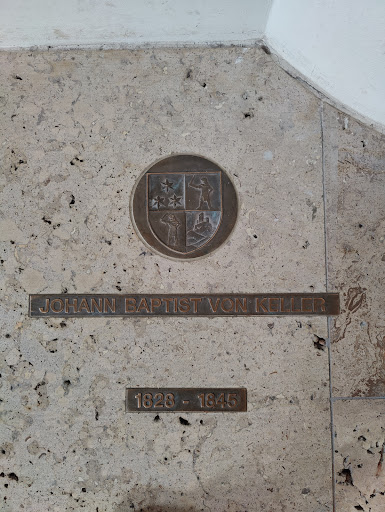 JOHANN BAPTIST VON KELLER
1828 - 1845